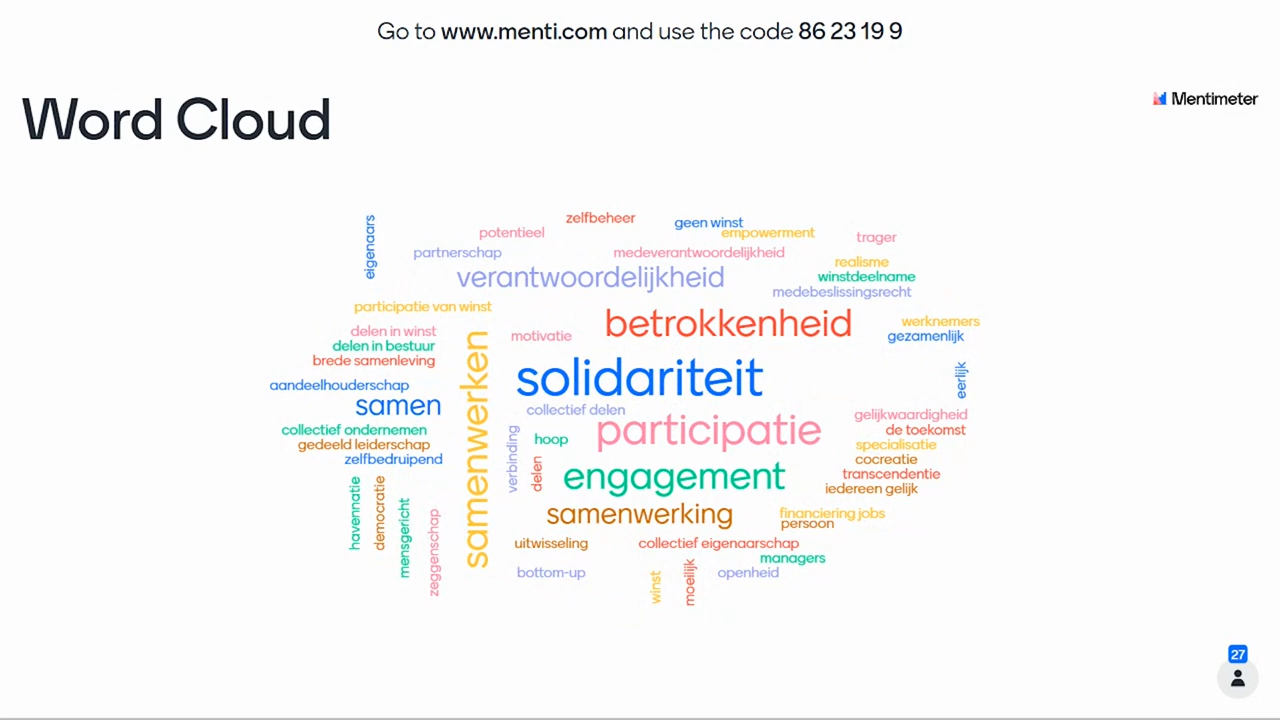 Go to www.menti.com and use the code 86 23 19 9
Word Cloud
Mentimeter
eigenaars
zelfbeheer
geen winst
potentieel
empowerment
trager
partnerschap
medeverantwoordelijkheid
realisme
verantwoordelijkheid
winstdeelname
medebeslissingsrecht
participatie van winst
betrokkenheid
werknemers
delen in winst
motivatie
gezamenlijk
delen in bestuur
brede samenleving
samenwerken
solidariteit
eerlijk
aandeelhouderschap
samen
collectief delen
gelijkwaardigheid
collectief ondernemen
participatie
de toekomst
gedeeld leiderschap
verbinding
hoop
specialisatie
zelfbedruipend
delen
engagement
cocreatie
transcendentie
iedereen gelijk
havennatie
democratie
mensgericht
zeggenschap
samenwerking
financiering jobs
persoon
uitwisseling
collectief eigenaarschap
managers
bottom-up
winst
moeilijk
openheid
27